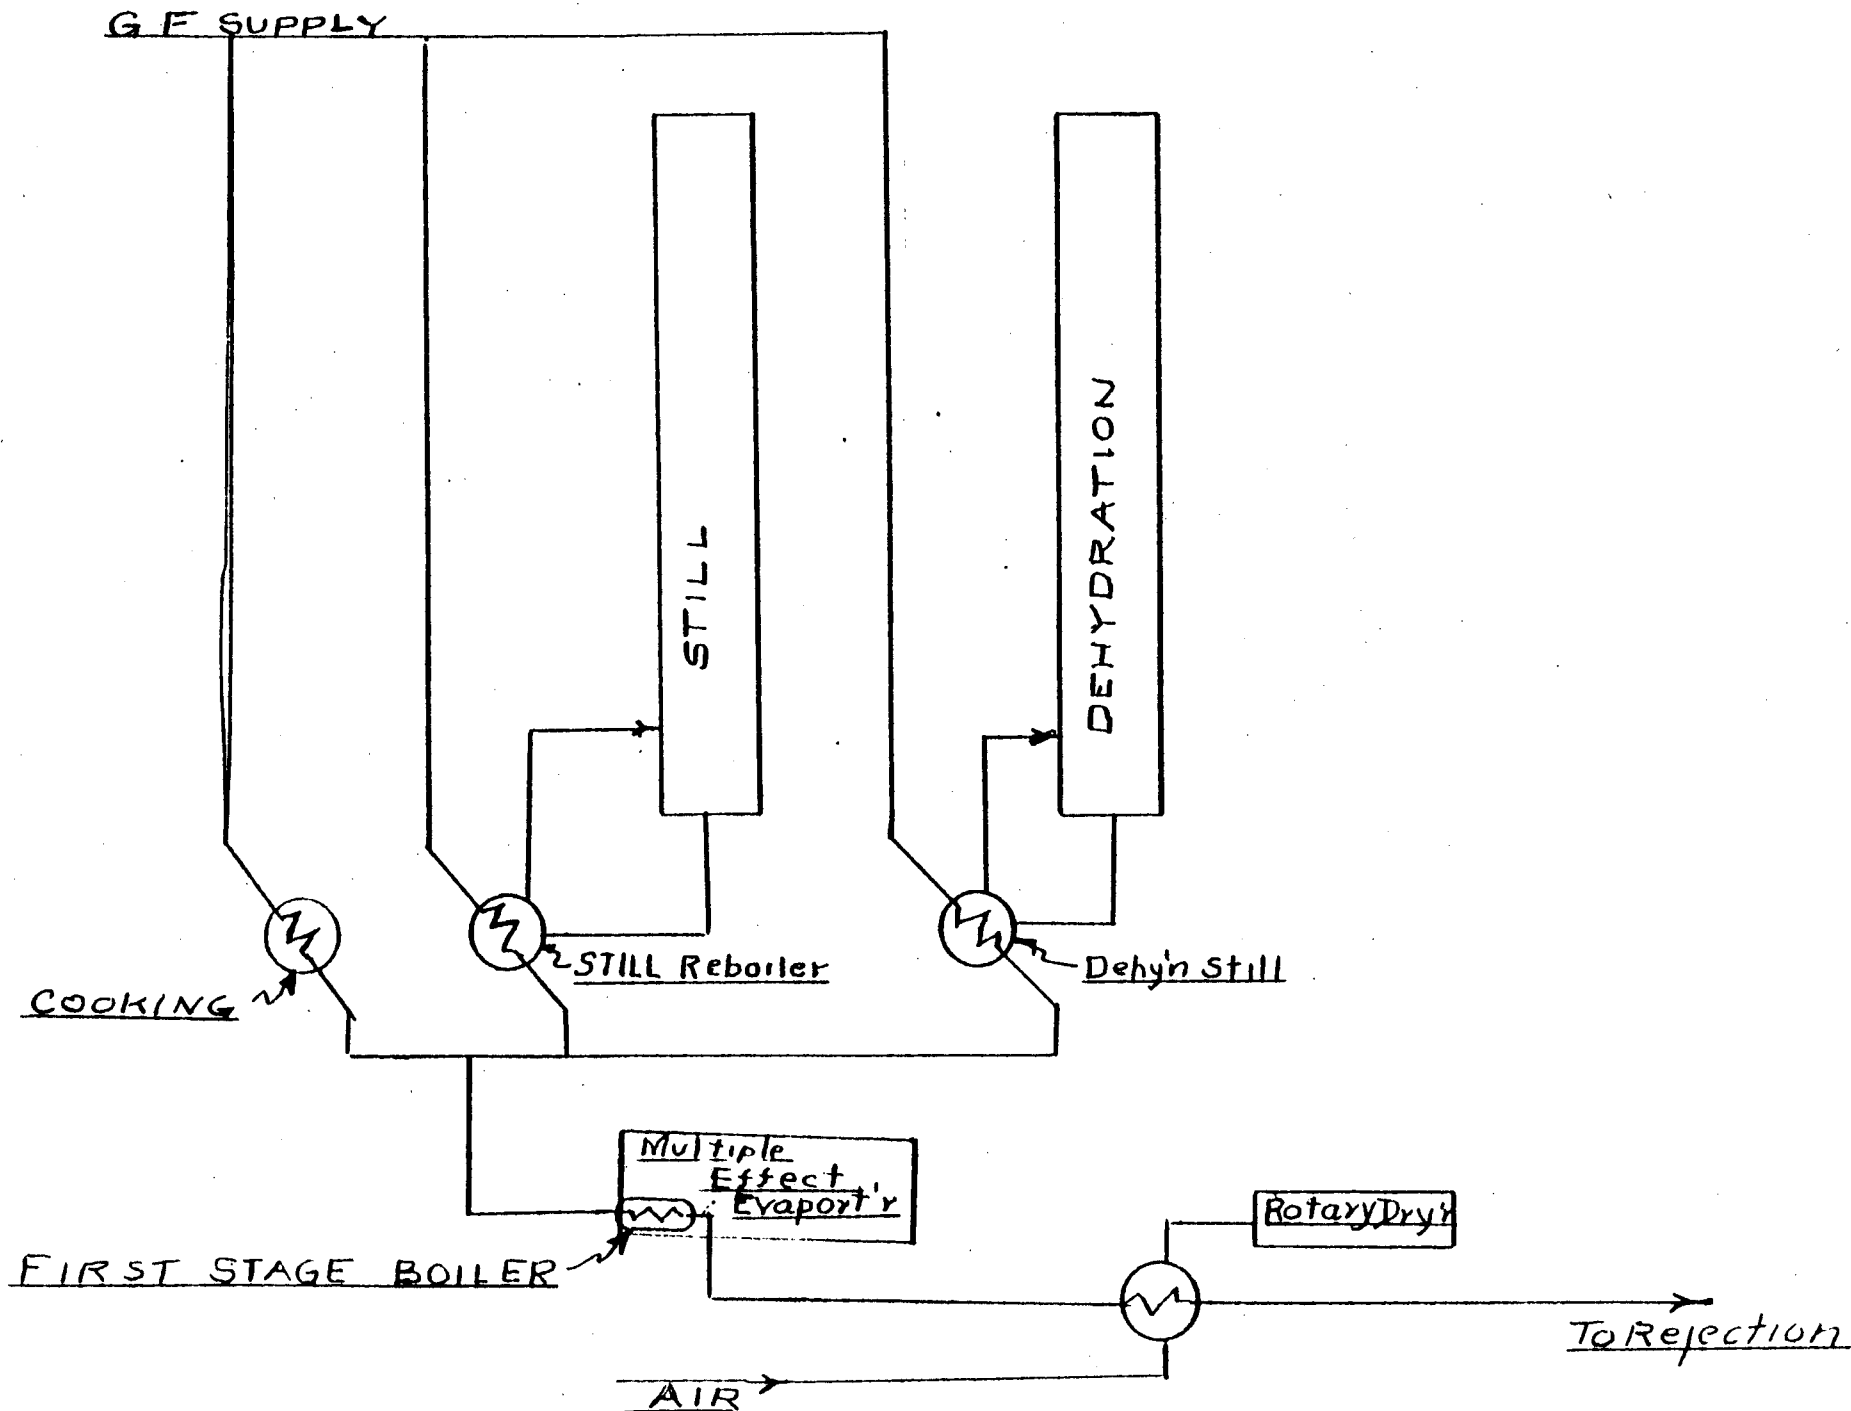 G F SUPPLY
STILL
DEHYDRATION
STILL Reboiler
Dehy'n Still
COOKING
Multiple
Effect
Evaport'r
Rotary Dry'r
FIRST STAGE BOILER
To Rejection
AIR